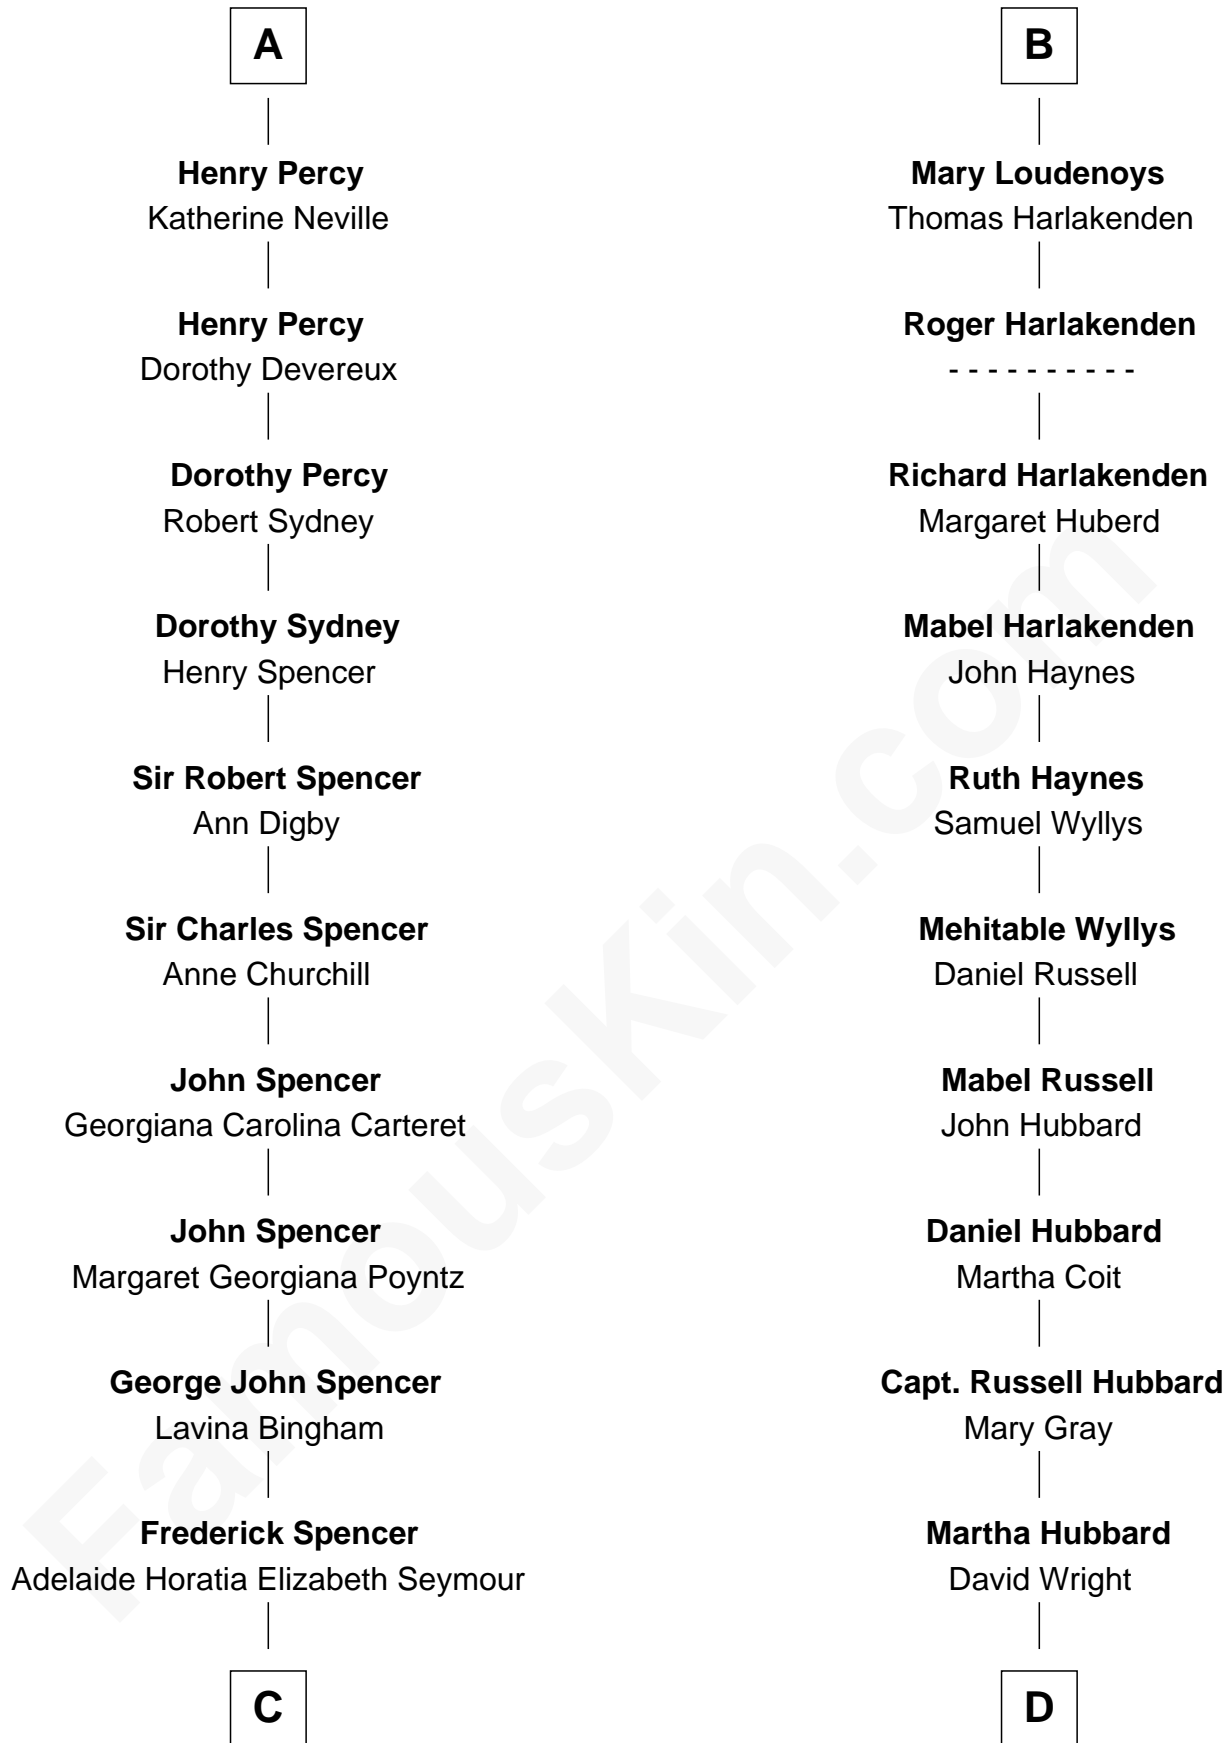 A
Henry Percy
Katherine Neville
Henry Percy
Dorothy Devereux
Dorothy Percy
Robert Sydney
Dorothy Sydney
Henry Spencer
Sir Robert Spencer
Ann Digby
Sir Charles Spencer
Anne Churchill
John Spencer
Georgiana Carolina Carteret
John Spencer
Margaret Georgiana Poyntz
George John Spencer
Lavina Bingham
Frederick Spencer
Adelaide Horatia Elizabeth Seymour
C
B
Mary Loudenoys
Thomas Harlakenden
Roger Harlakenden
- - - - - - - - - -
Richard Harlakenden
Margaret Huberd
Mabel Harlakenden
John Haynes
Ruth Haynes
Samuel Wyllys
Mehitable Wyllys
Daniel Russell
Mabel Russell
John Hubbard
Daniel Hubbard
Martha Coit
Capt. Russell Hubbard
Mary Gray
Martha Hubbard
David Wright
D
FamousKin.com